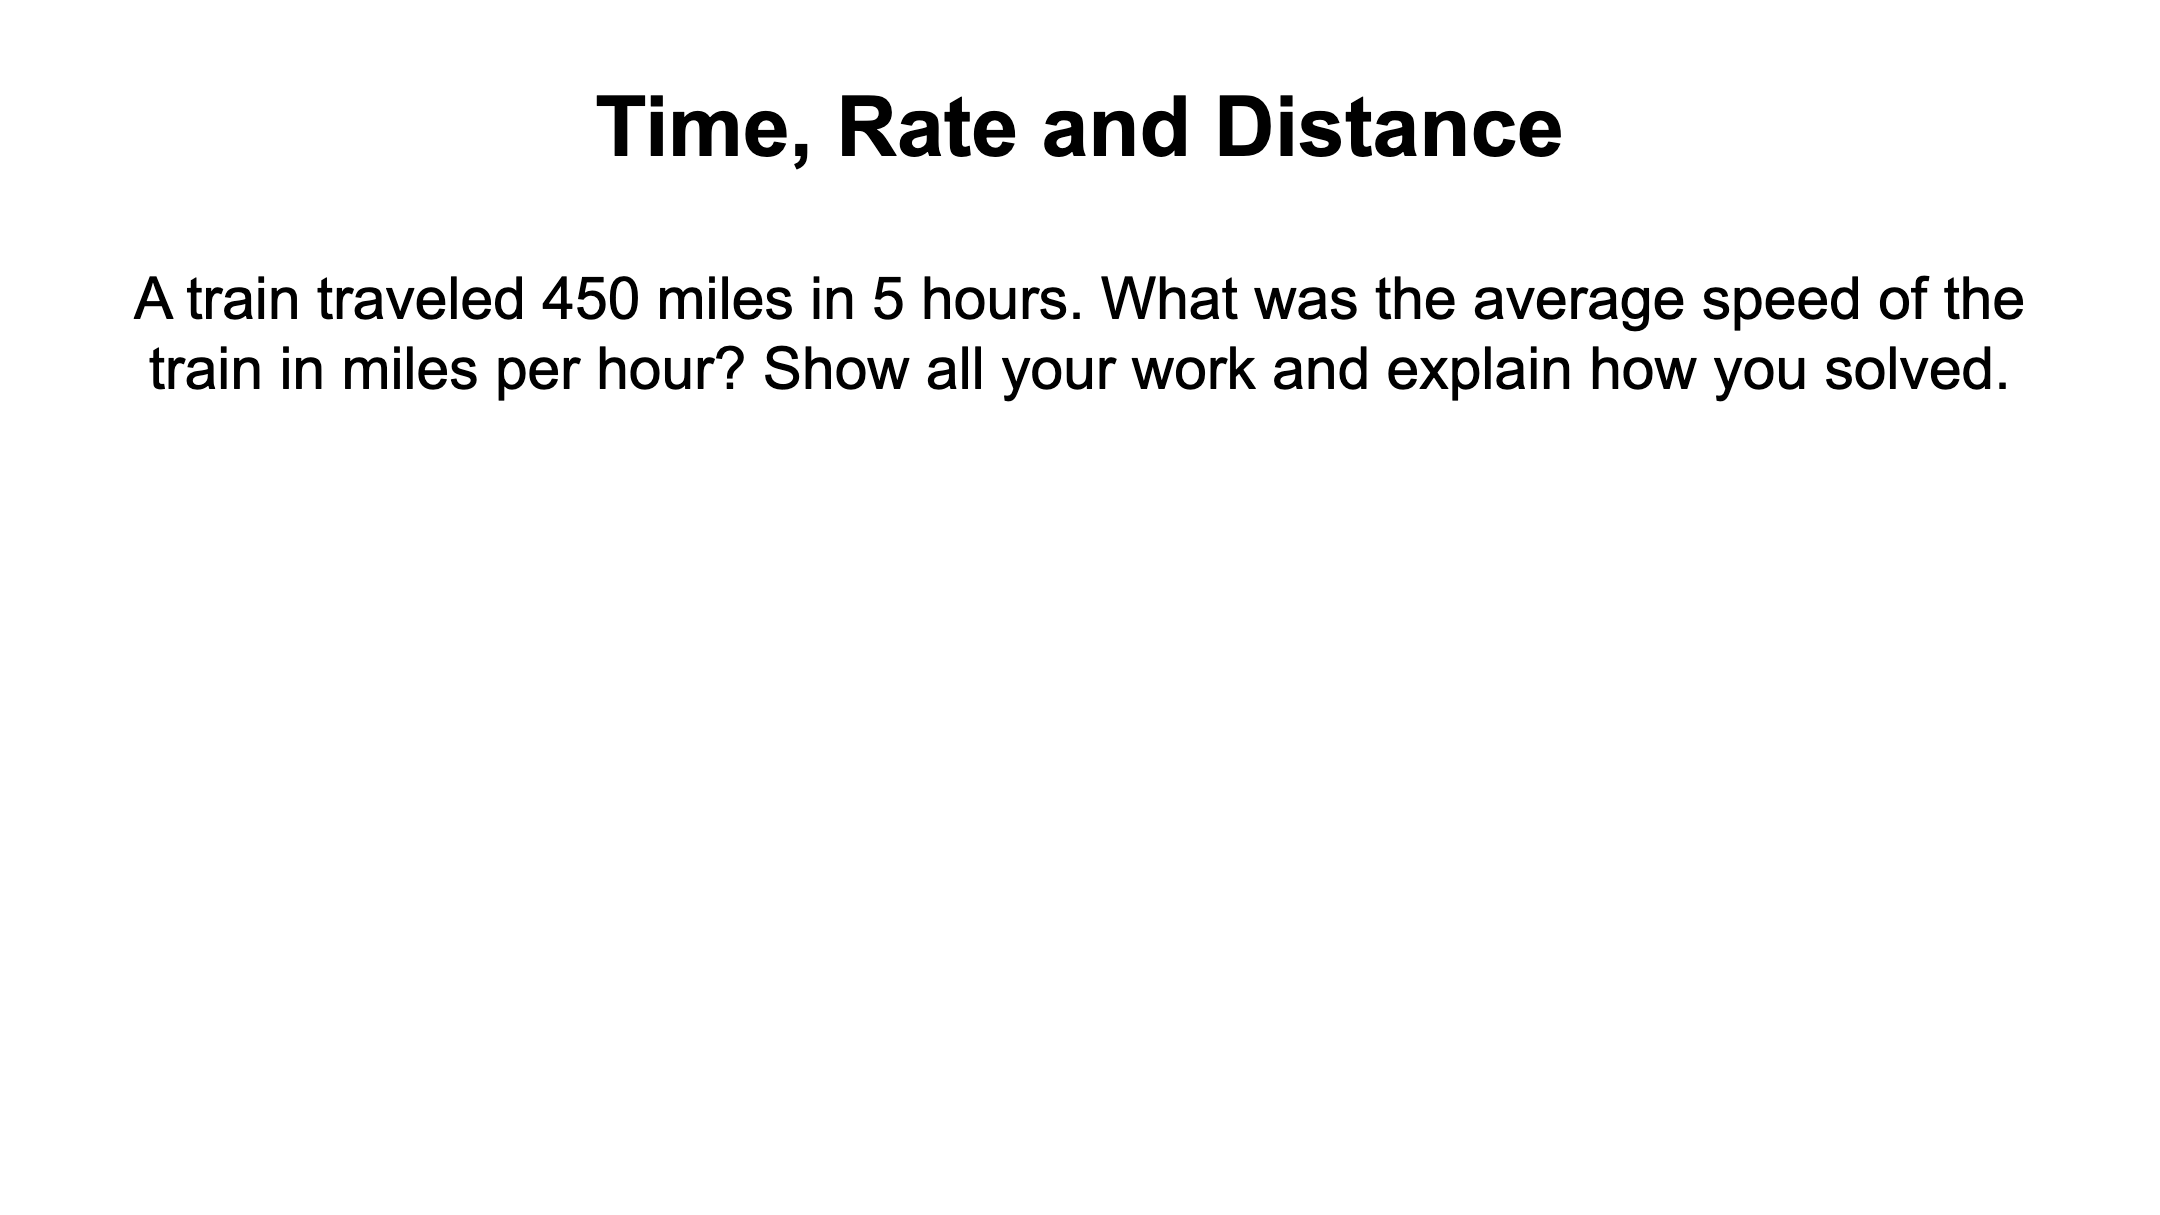 Time, Rate and Distance
A train traveled 450 miles in 5 hours. What was the average speed of the
train in miles per hour? Show all your work and explain how you solved.